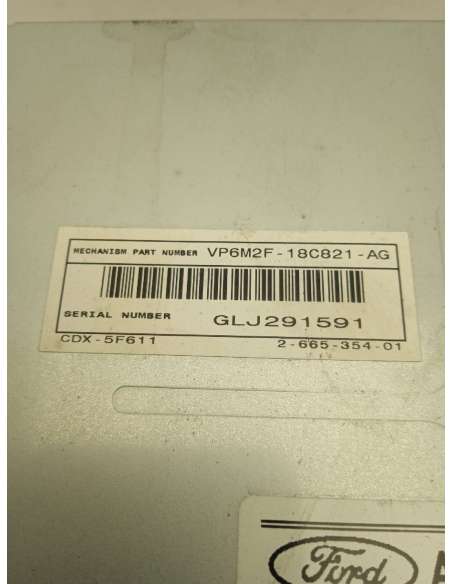 MECHANISM PART NUMBER VP6M2F-18C821-AG
SERIAL NUMBER GLJ291591
CDX-5F611 2-665-354-01
Ford